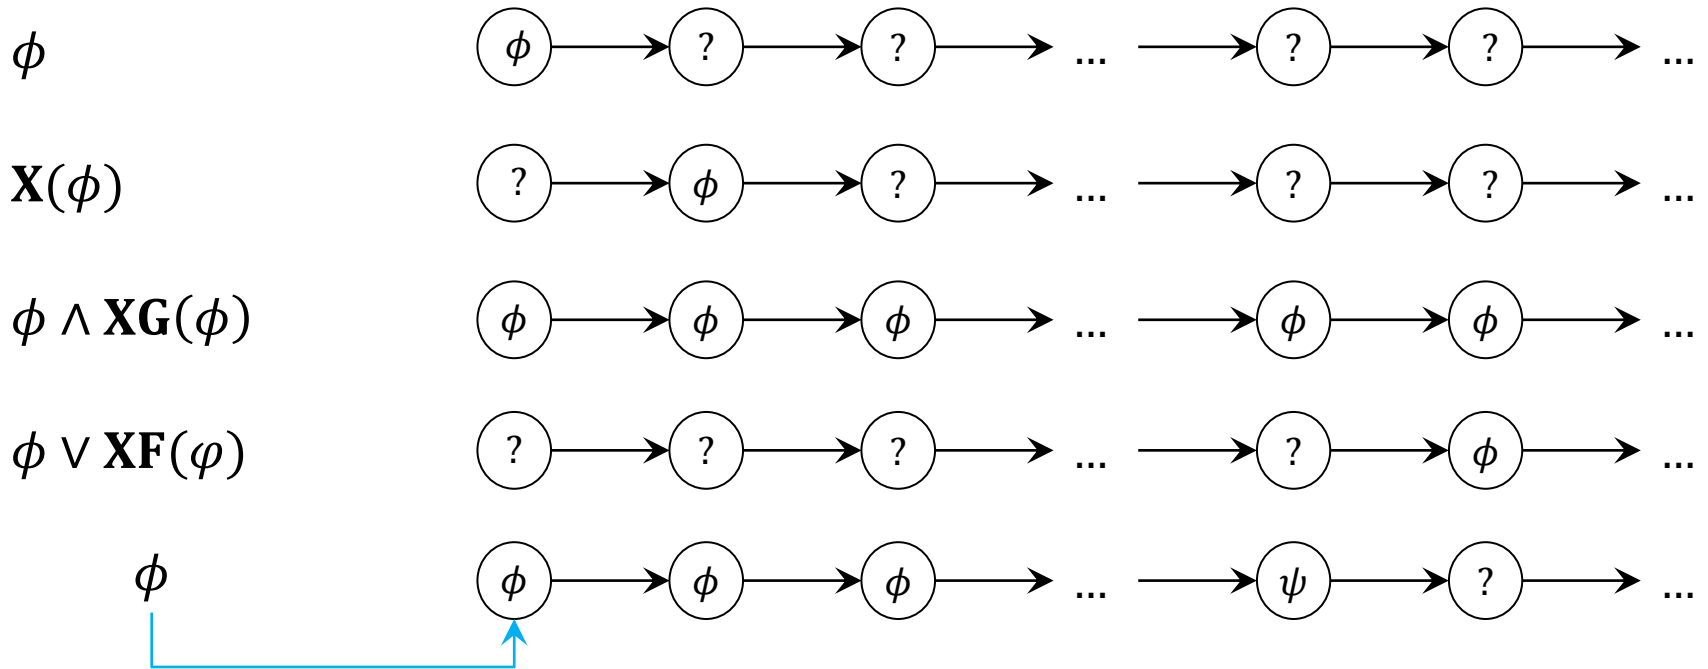 ϕ ϕ ? ? ... ? ? ...
𝐗(ϕ) ? ϕ ? ... ? ? ...
ϕ ∧ 𝐗𝐆(ϕ) ϕ ϕ ϕ ... ϕ ϕ ...
ϕ ∨ 𝐗𝐅(φ) ? ? ? ... ? ϕ ...
ϕ ϕ ϕ ϕ ... ψ ? ...